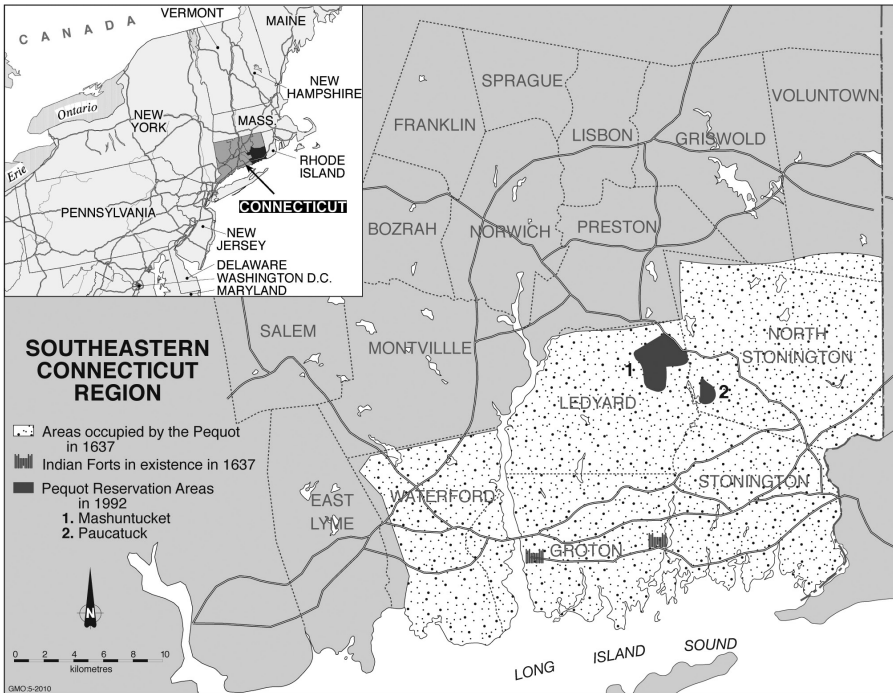 CANADA
VERMONT
MAINE
NEW
HAMPSHIRE
Ontario
NEW
YORK
MASS.
RHODE
ISLAND
Erie
CONNECTICUT
PENNSYLVANIA
NEW
JERSEY
DELAWARE
WASHINGTON D.C.
MARYLAND
SPRAGUE
VOLUNTOWN
FRANKLIN
LISBON
GRISWOLD
BOZRAH
NORWICH
PRESTON
SALEM
MONTVILLLE
NORTH
STONINGTON
1
2
LEDYARD
EAST
LYME
WATERFORD
STONINGTON
GROTON
LONG ISLAND SOUND
SOUTHEASTERN
CONNECTICUT
REGION
Areas occupied by the Pequot
in 1637
Indian Forts in existence in 1637
Pequot Reservation Areas
in 1992
1. Mashuntucket
2. Paucatuck
N
0 2 4 6 8 10
kilometres
GMO:5-2010